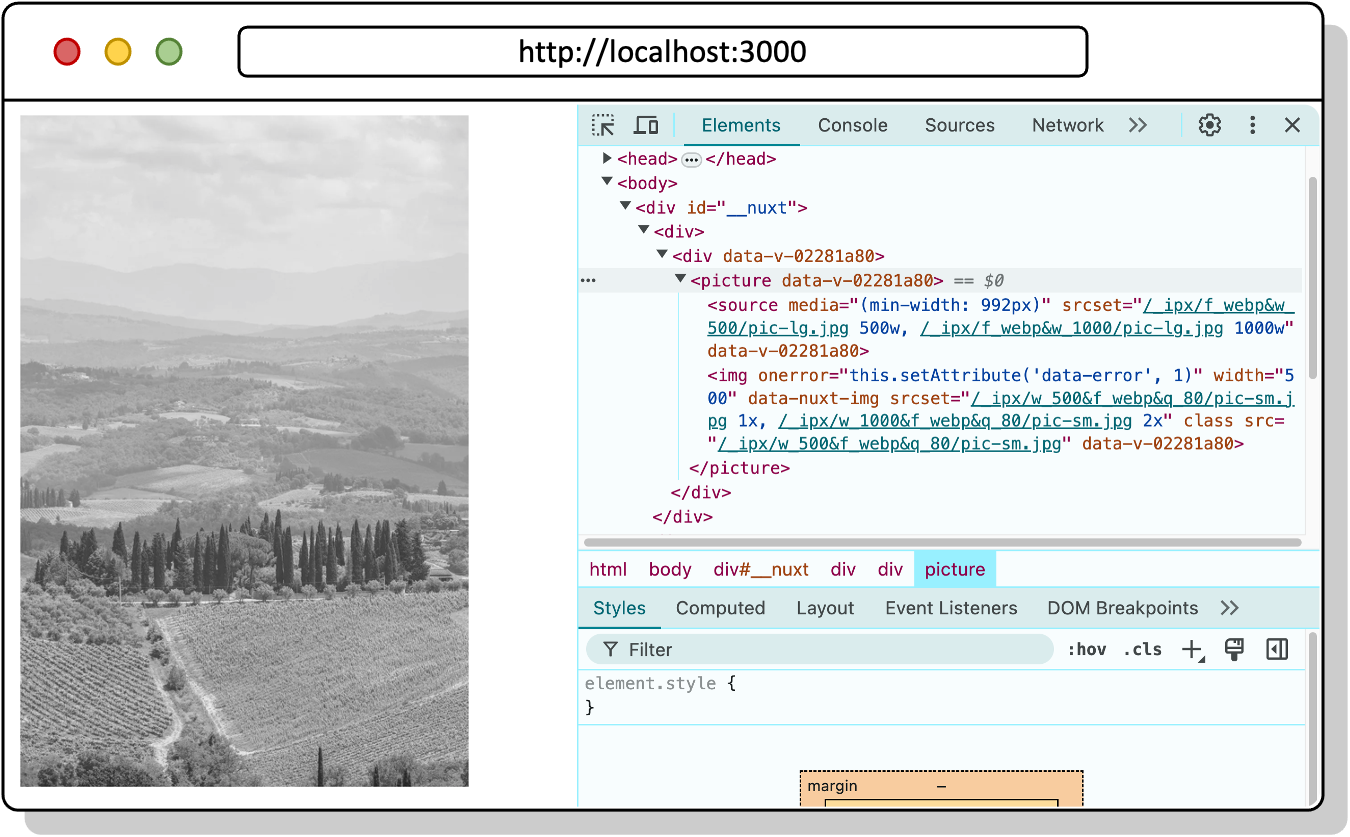 http://localhost:3000
Elements Console Sources Network
<head> ··· </head>
<body>
<div id="__nuxt">
<div>
<div data-v-02281a80>
··· <picture data-v-02281a80> == $0
<source media="(min-width: 992px)" srcset="/_ipx/f_webp&w_
500/pic-lg.jpg 500w, /_ipx/f_webp&w_1000/pic-lg.jpg 1000w"
data-v-02281a80>
<img onerror="this.setAttribute('data-error', 1)" width="5
00" data-nuxt-img srcset="/_ipx/w_500&f_webp&q_80/pic-sm.j
pg 1x, /_ipx/w_1000&f_webp&q_80/pic-sm.jpg 2x" class src=
"/_ipx/w_500&f_webp&q_80/pic-sm.jpg" data-v-02281a80>
</picture>
</div>
</div>
html body div#__nuxt div div picture
Styles Computed Layout Event Listeners DOM Breakpoints
Filter :hov .cls
element.style {
}
margin –